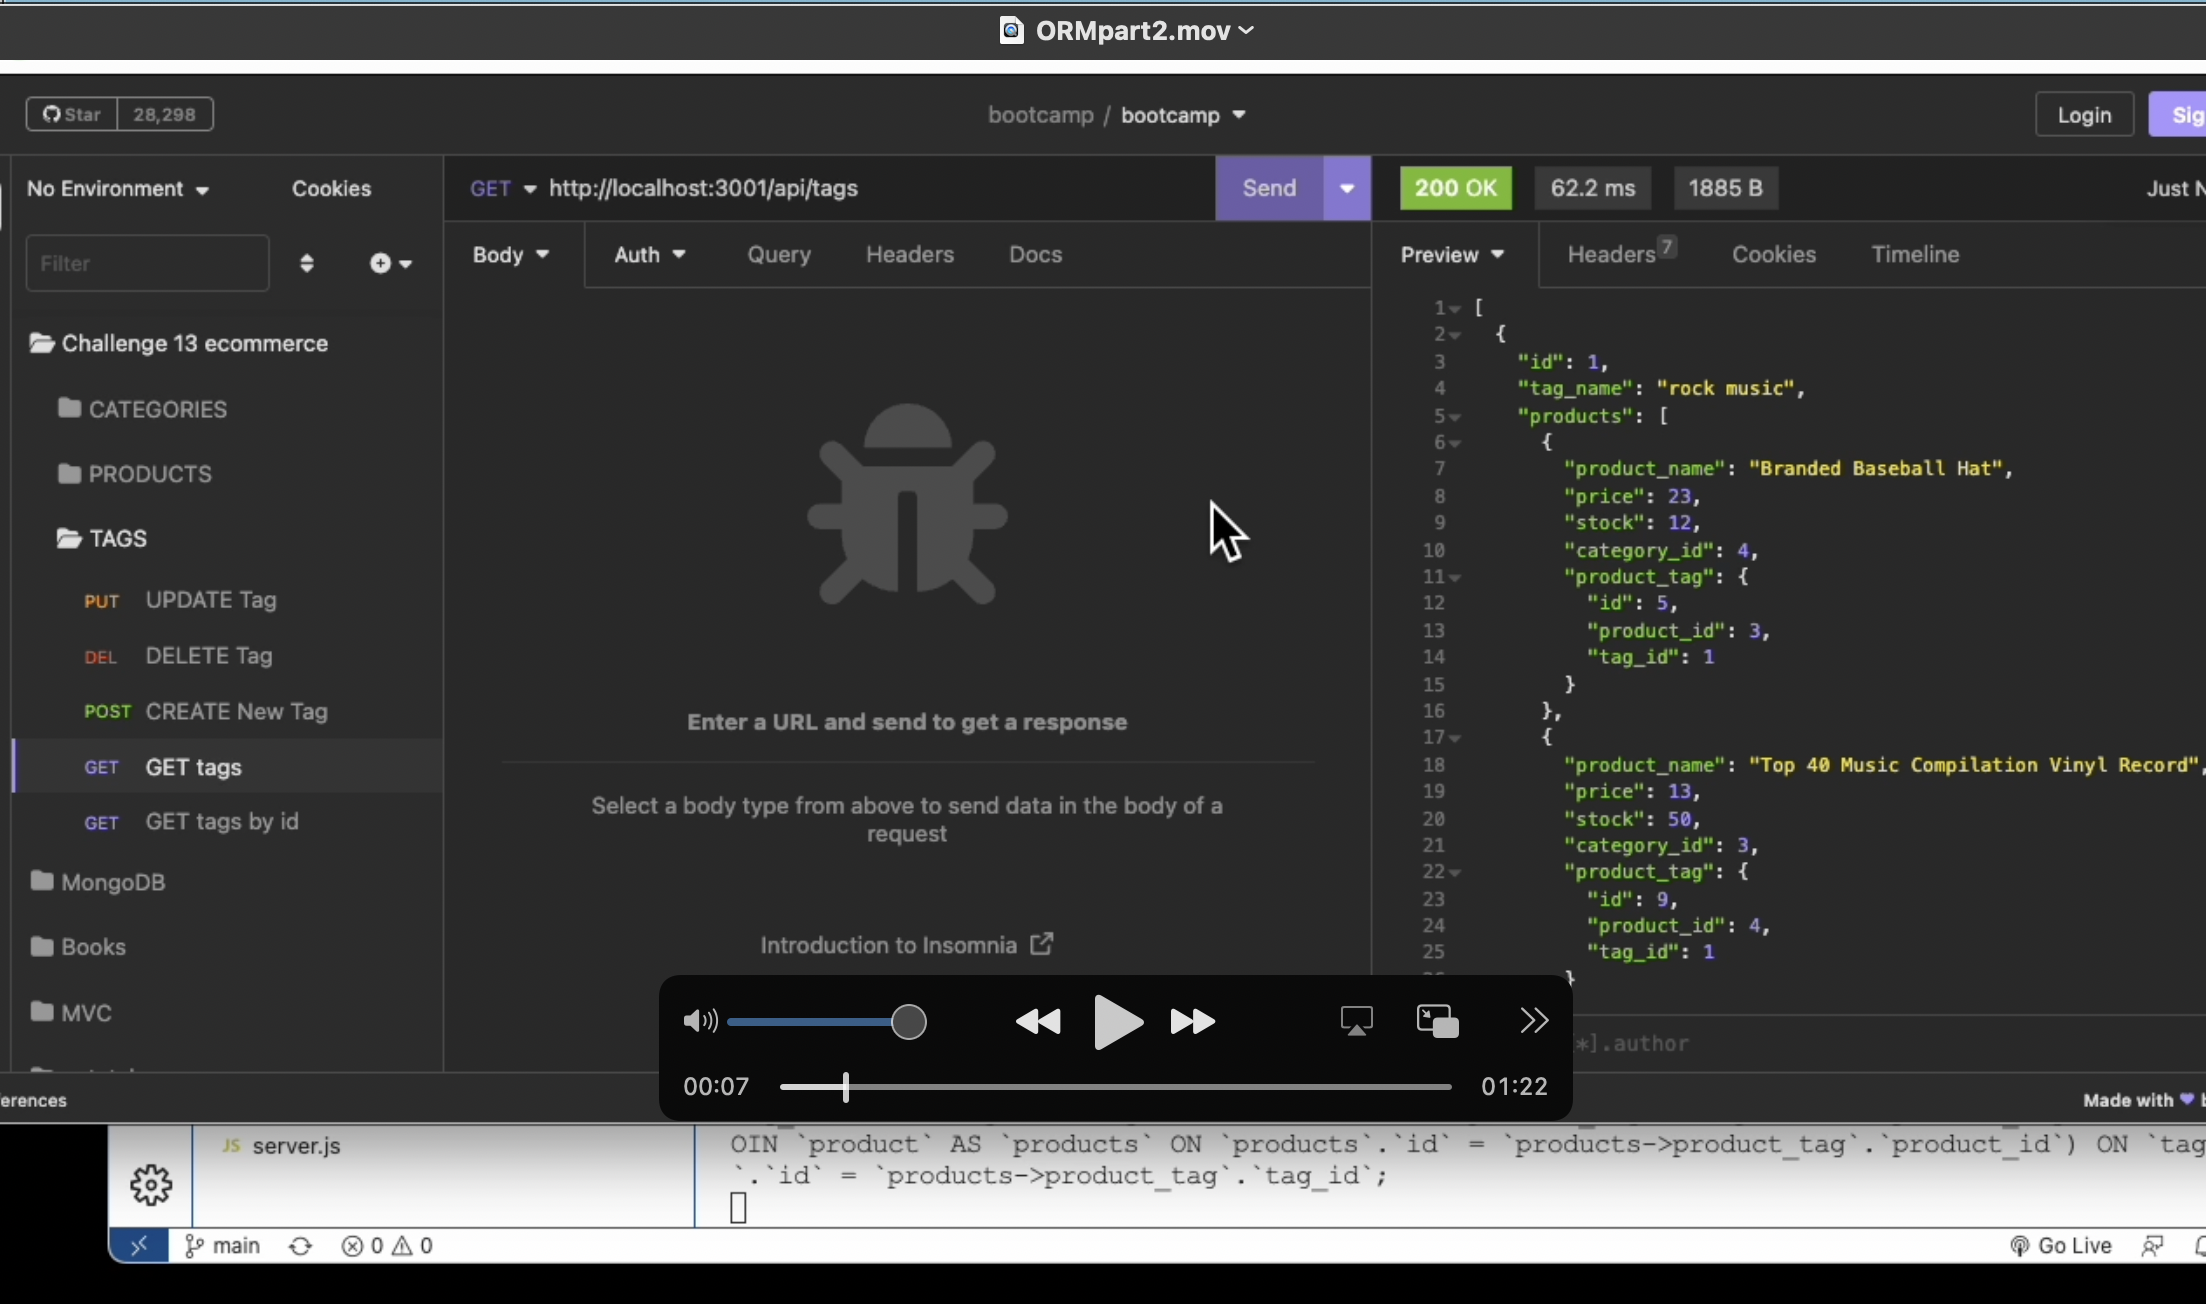 ORMpart2.mov
Star 28,298
bootcamp / bootcamp
Login
No Environment
Cookies
GET http://localhost:3001/api/tags
Send
200 OK
62.2 ms
1885 B
Just
Filter
Body
Auth
Query
Headers
Docs
Preview
Headers 7
Cookies
Timeline
Challenge 13 ecommerce
CATEGORIES
PRODUCTS
TAGS
PUT UPDATE Tag
DEL DELETE Tag
POST CREATE New Tag
GET GET tags
GET GET tags by id
MongoDB
Books
MVC
Enter a URL and send to get a response
Select a body type from above to send data in the body of a
request
Introduction to Insomnia
1 [
2 {
3 "id": 1,
4 "tag_name": "rock music",
5 "products": [
6 {
7 "product_name": "Branded Baseball Hat",
8 "price": 23,
9 "stock": 12,
10 "category_id": 4,
11 "product_tag": {
12 "id": 5,
13 "product_id": 3,
14 "tag_id": 1
15 }
16 },
17 {
18 "product_name": "Top 40 Music Compilation Vinyl Record",
19 "price": 13,
20 "stock": 50,
21 "category_id": 3,
22 "product_tag": {
23 "id": 9,
24 "product_id": 4,
25 "tag_id": 1
}
[*].author
00:07
01:22
erences
Made with
JS server.js
OIN `product` AS `products` ON `products`.`id` = `products->product_tag`.`product_id`) ON `tag
`.`id` = `products->product_tag`.`tag_id`;
main
0
0
Go Live